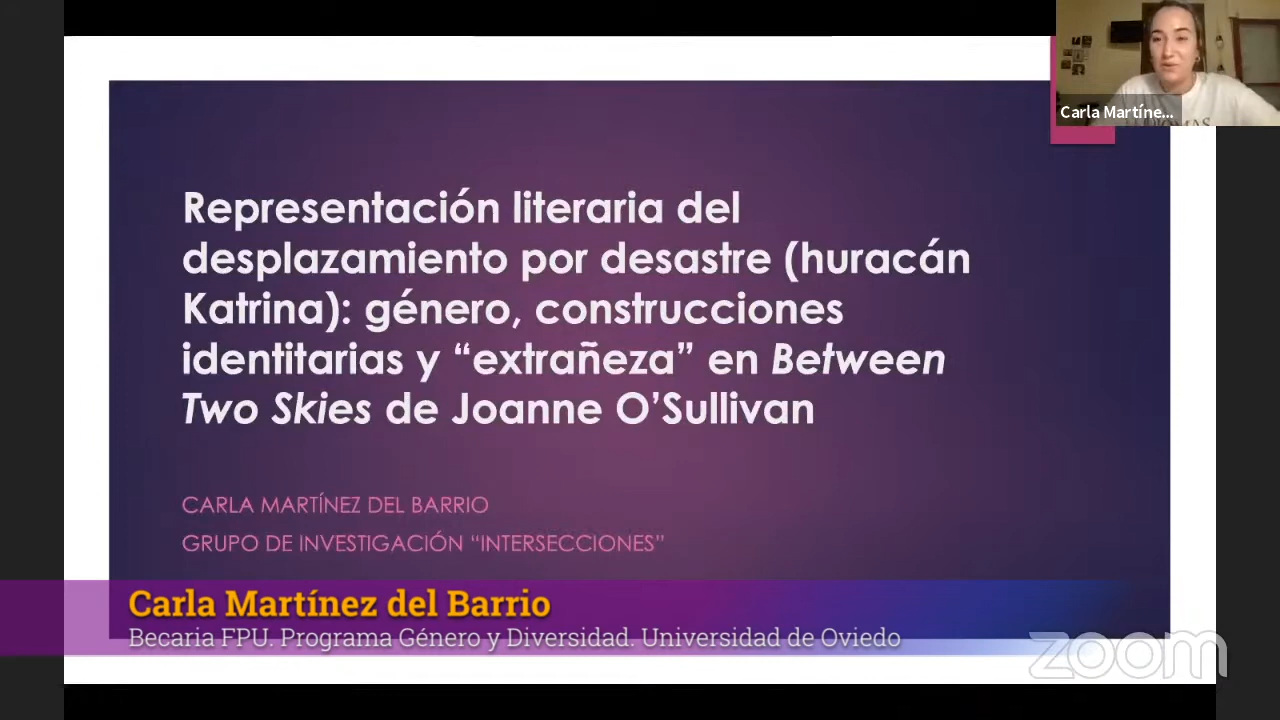 Carla Martíne...
Representación literaria del
desplazamiento por desastre (huracán
Katrina): género, construcciones
identitarias y “extrañeza” en Between
Two Skies de Joanne O’Sullivan
CARLA MARTÍNEZ DEL BARRIO
GRUPO DE INVESTIGACIÓN “INTERSECCIONES”
Carla Martínez del Barrio
Becaria FPU. Programa Género y Diversidad. Universidad de Oviedo
zoom